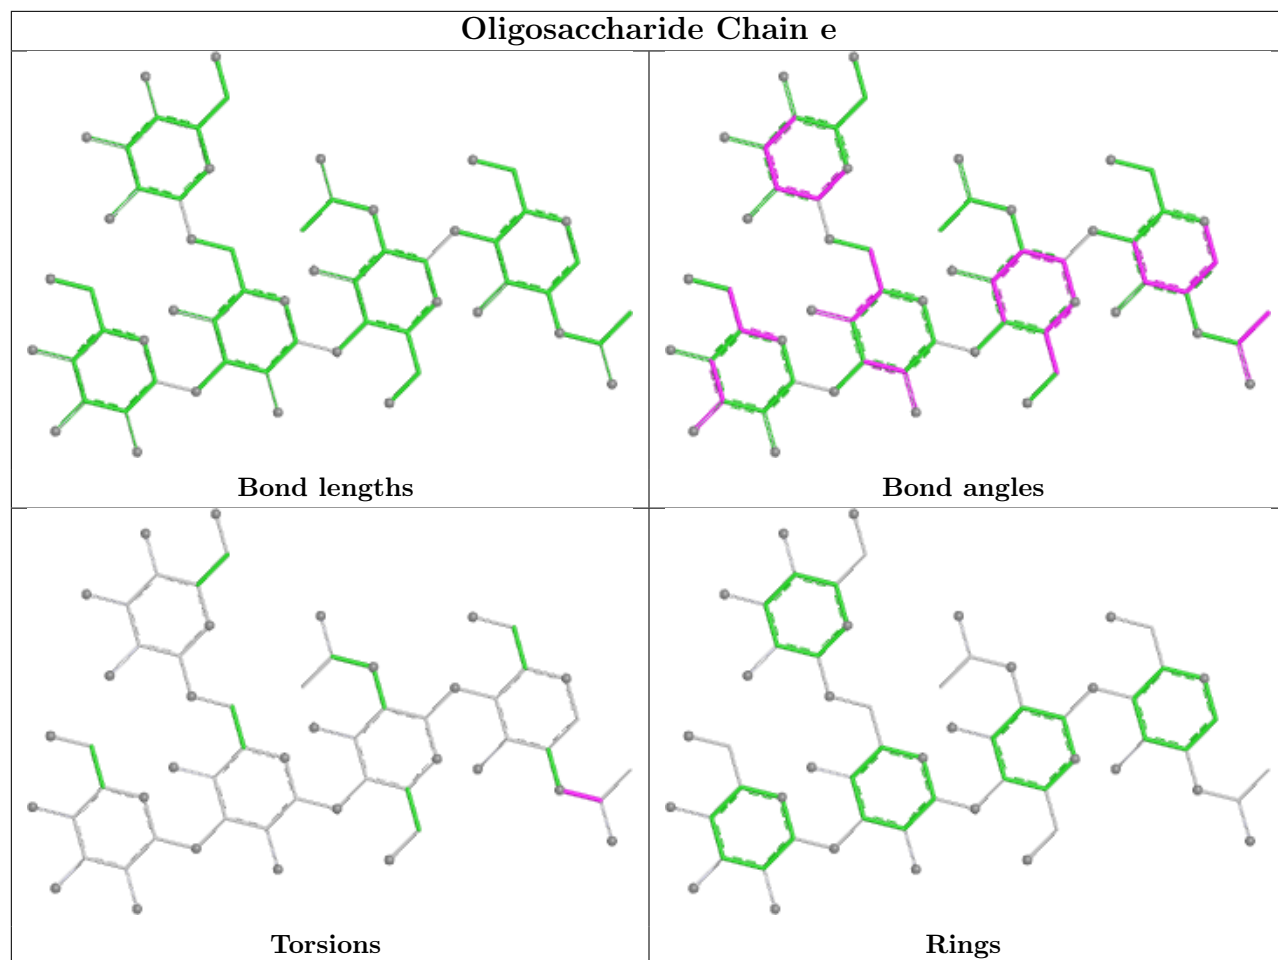 Oligosaccharide Chain e
Bond lengths
Bond angles
Torsions
Rings